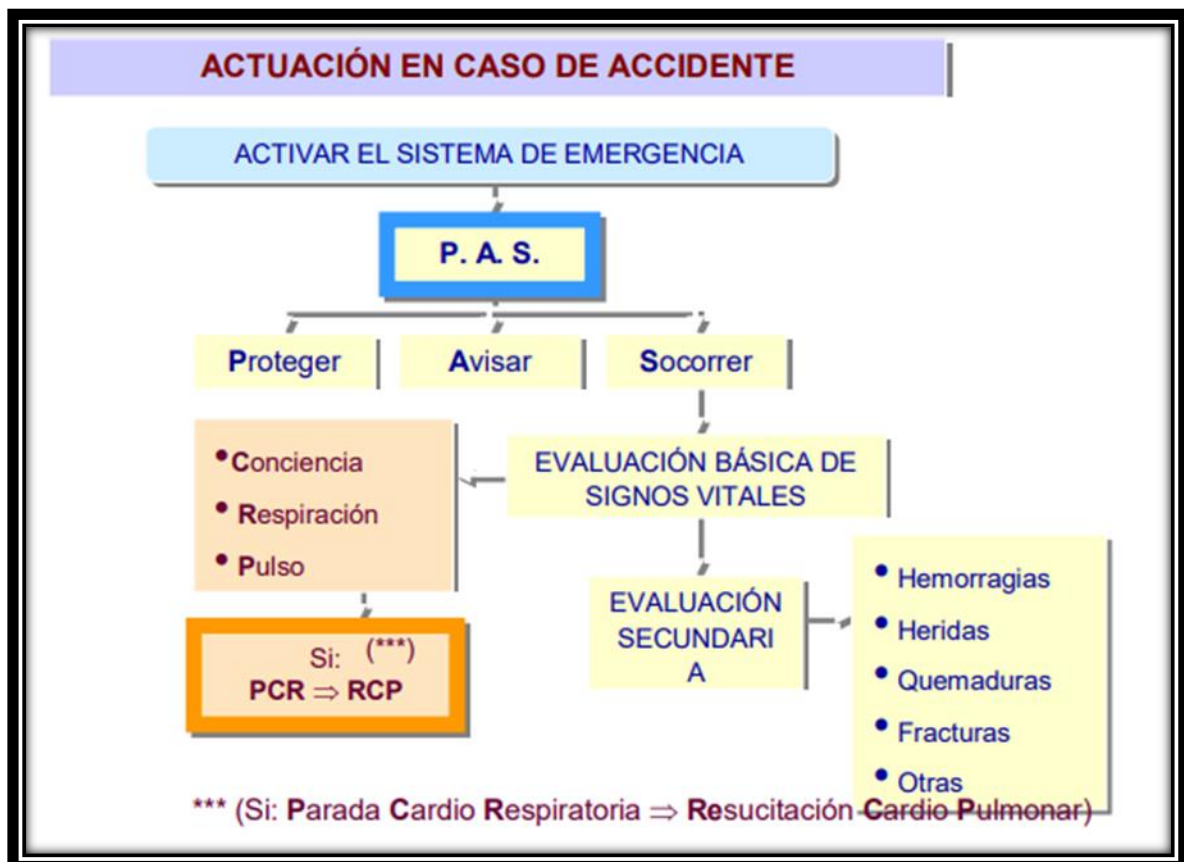 ACTUACIÓN EN CASO DE ACCIDENTE
ACTIVAR EL SISTEMA DE EMERGENCIA
P. A. S.
Proteger
Avisar
Socorrer
•Conciencia
• Respiración
• Pulso
EVALUACIÓN BÁSICA DE
SIGNOS VITALES
Si: (***)
PCR ⇒ RCP
EVALUACIÓN
SECUNDARI
A
• Hemorragias
• Heridas
• Quemaduras
• Fracturas
• Otras
*** (Si: Parada Cardio Respiratoria ⇒ Resucitación Cardio Pulmonar)